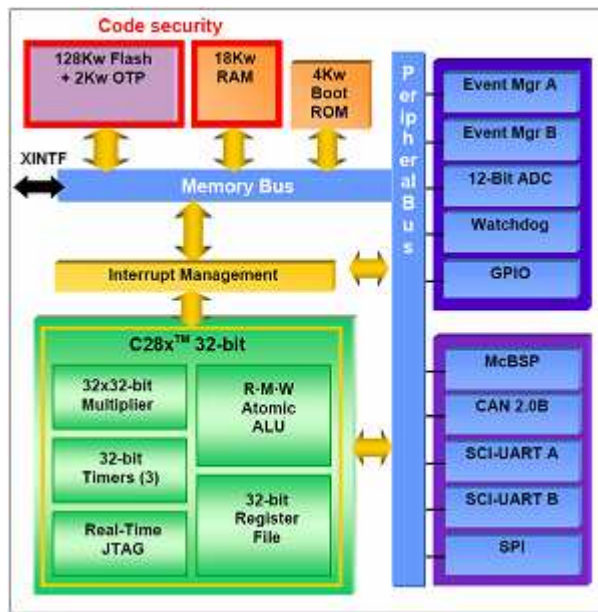 Code security
128Kw Flash
+ 2Kw OTP
18Kw
RAM
4Kw
Boot
ROM
XINTF
Memory Bus
Peripheral Bus
Interrupt Management
C28x™ 32-bit
32x32-bit
Multiplier
R-M-W
Atomic
ALU
32-bit
Timers (3)
32-bit
Register
File
Real-Time
JTAG
Event Mgr A
Event Mgr B
12-Bit ADC
Watchdog
GPIO
McBSP
CAN 2.0B
SCI-UART A
SCI-UART B
SPI